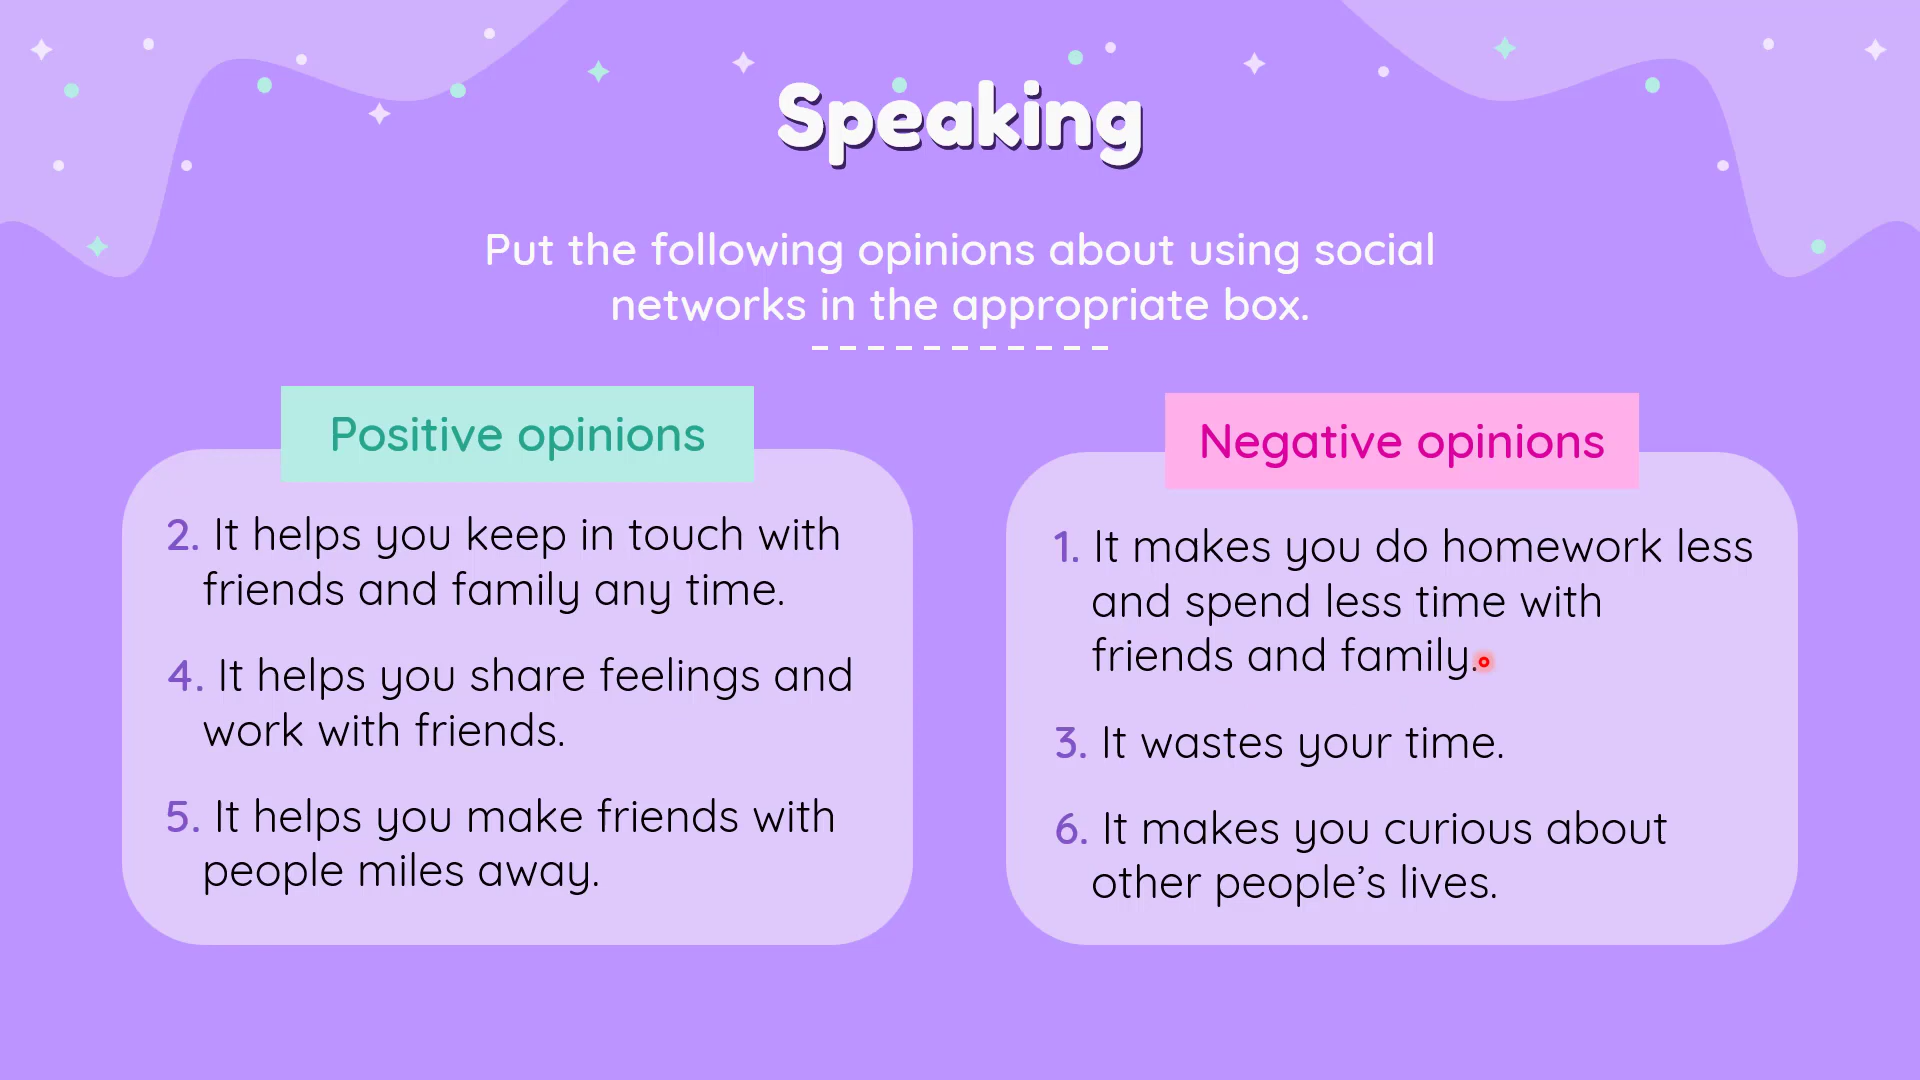 Speaking
Put the following opinions about using social
networks in the appropriate box.
Positive opinions
2. It helps you keep in touch with
friends and family any time.
4. It helps you share feelings and
work with friends.
5. It helps you make friends with
people miles away.
Negative opinions
1. It makes you do homework less
and spend less time with
friends and family.
3. It wastes your time.
6. It makes you curious about
other people’s lives.